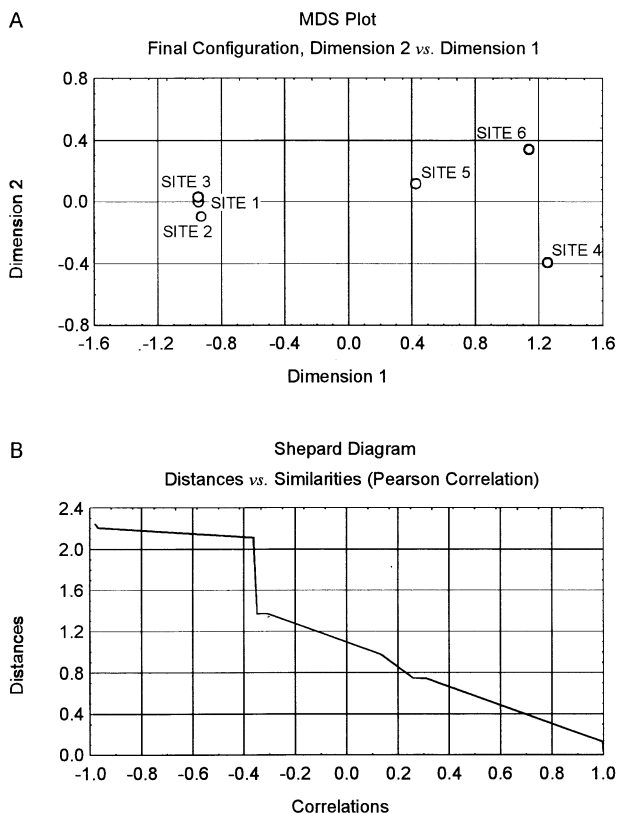 A
MDS Plot
Final Configuration, Dimension 2 vs. Dimension 1
0.8
0.4
0.0
-0.4
-0.8
Dimension 2
SITE 6
SITE 5
SITE 3
SITE 1
SITE 2
SITE 4
-1.6 -1.2 -0.8 -0.4 0.0 0.4 0.8 1.2 1.6
Dimension 1
B
Shepard Diagram
Distances vs. Similarities (Pearson Correlation)
2.4
2.0
1.6
1.2
0.8
0.4
0.0
Distances
-1.0 -0.8 -0.6 -0.4 -0.2 0.0 0.2 0.4 0.6 0.8 1.0
Correlations